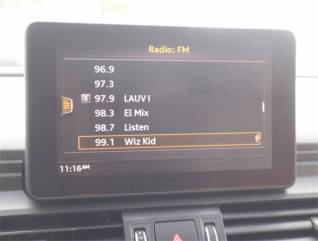 Radio: FM
96.9
97.3
97.9 LAUV I
98.3 El Mix
98.7 Listen
99.1 Wiz Kid
11:16AM